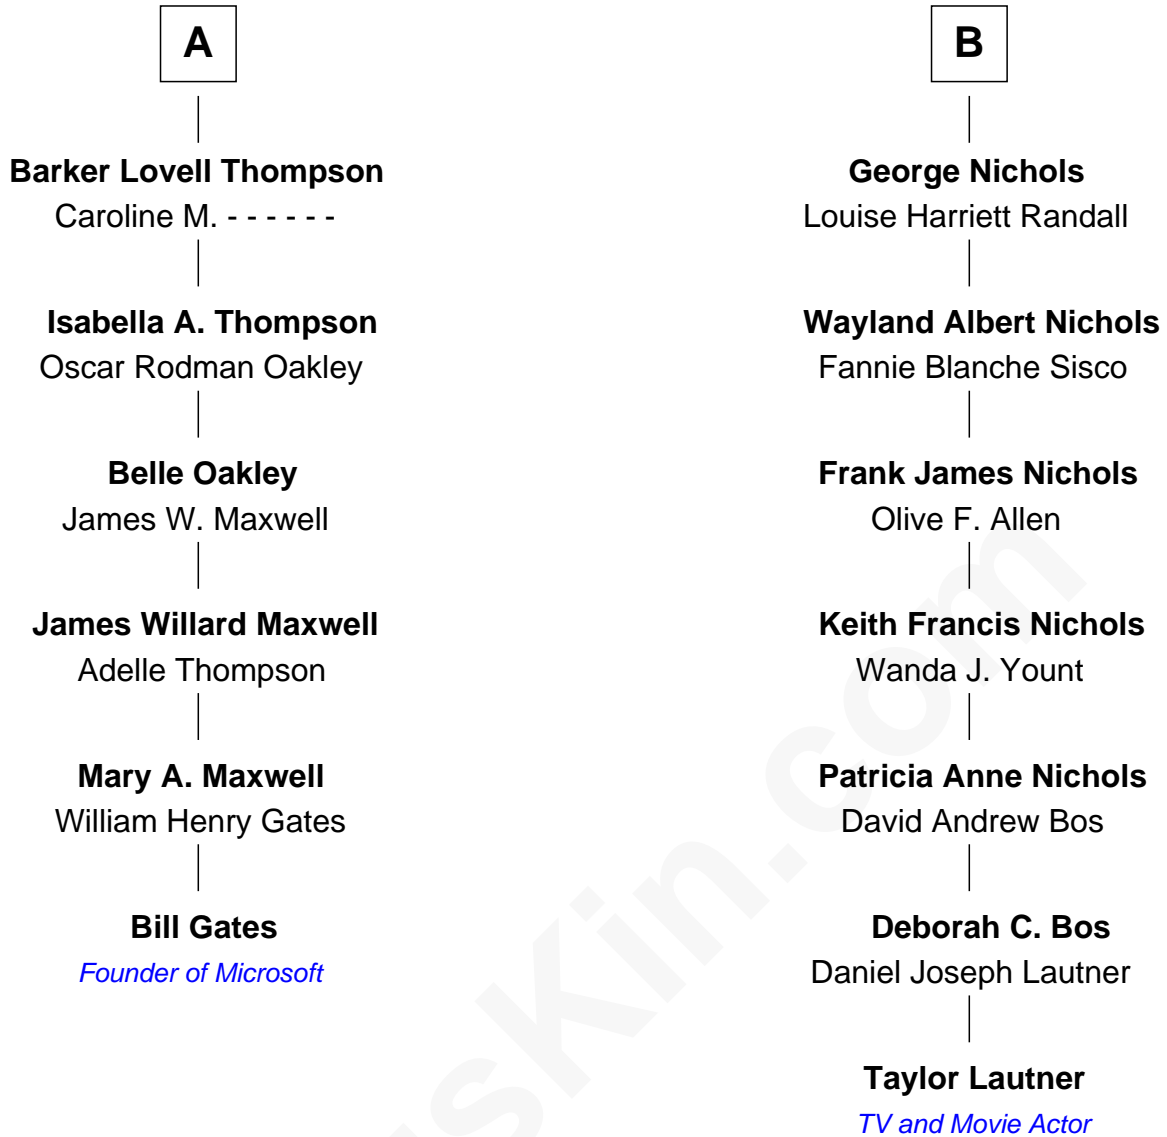 A
Barker Lovell Thompson
Caroline M. - - - - - -
Isabella A. Thompson
Oscar Rodman Oakley
Belle Oakley
James W. Maxwell
James Willard Maxwell
Adelle Thompson
Mary A. Maxwell
William Henry Gates
Bill Gates
Founder of Microsoft
B
George Nichols
Louise Harriett Randall
Wayland Albert Nichols
Fannie Blanche Sisco
Frank James Nichols
Olive F. Allen
Keith Francis Nichols
Wanda J. Yount
Patricia Anne Nichols
David Andrew Bos
Deborah C. Bos
Daniel Joseph Lautner
Taylor Lautner
TV and Movie Actor
sKin.com